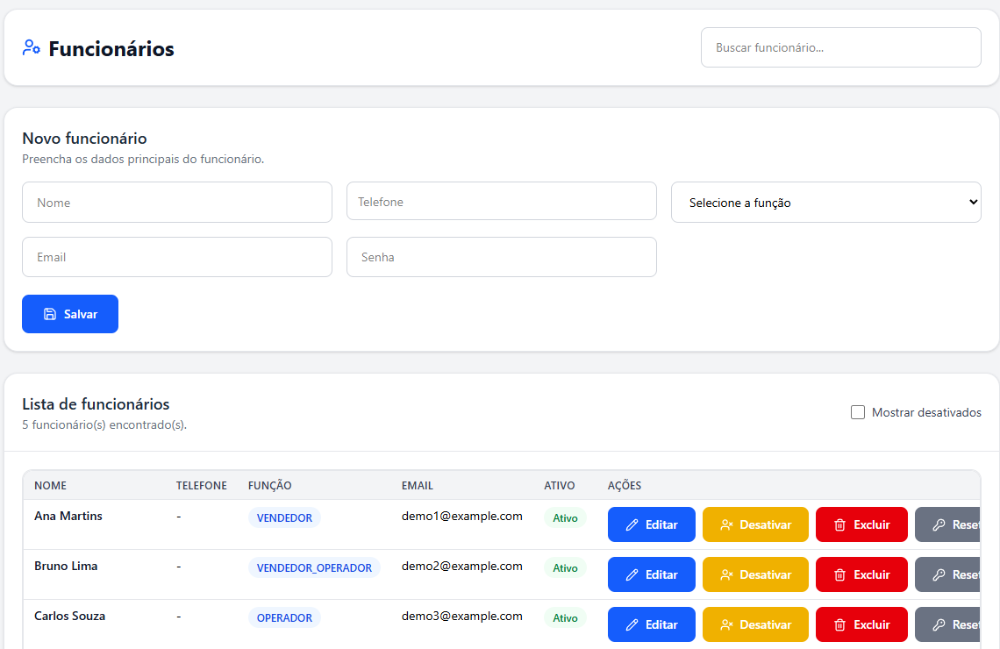 Funcionários
Buscar funcionário...
Novo funcionário
Preencha os dados principais do funcionário.
Nome Telefone Selecione a função
Email Senha
Salvar
Lista de funcionários
5 funcionário(s) encontrado(s).
Mostrar desativados
NOME TELEFONE FUNÇÃO EMAIL ATIVO AÇÕES
Ana Martins - VENDEDOR demo1@example.com Ativo Editar Desativar Excluir Reset
Bruno Lima - VENDEDOR_OPERADOR demo2@example.com Ativo Editar Desativar Excluir Reset
Carlos Souza - OPERADOR demo3@example.com Ativo Editar Desativar Excluir Reset